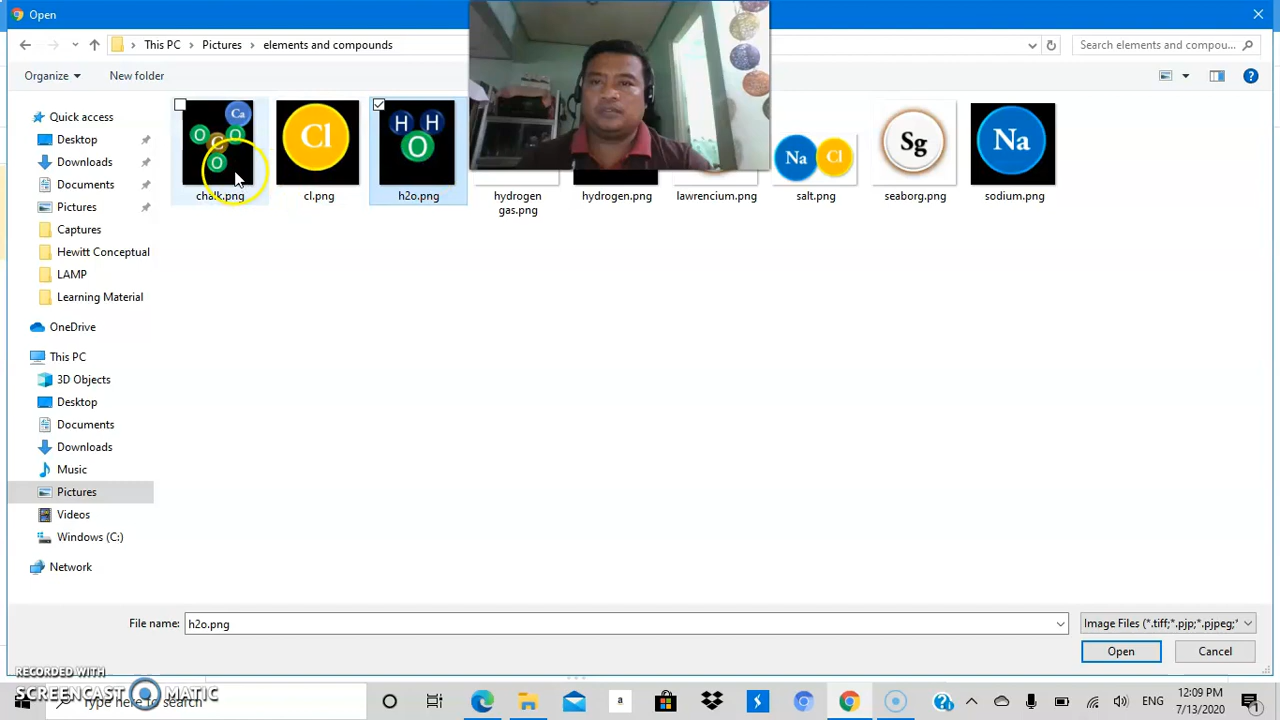 Open
This PC
Pictures
elements and compounds
Search elements and compou...
Organize
New folder
Quick access
Desktop
Downloads
Documents
Pictures
Captures
Hewitt Conceptual
LAMP
Learning Material
OneDrive
This PC
3D Objects
Desktop
Documents
Downloads
Music
Pictures
Videos
Windows (C:)
Network
Ca
O O
C
O
chalk.png
Cl
cl.png
H H
O
h2o.png
hydrogen
gas.png
hydrogen.png
lawrencium.png
Na Cl
salt.png
Sg
seaborg.png
Na
sodium.png
File name:
h2o.png
Image Files (*.tiff;*.pjp;*.pjpeg;*
Open
Cancel
RECORDED WITH
SCREENCAST MATIC
Type here to search
a
ENG
12:09 PM
7/13/2020
1